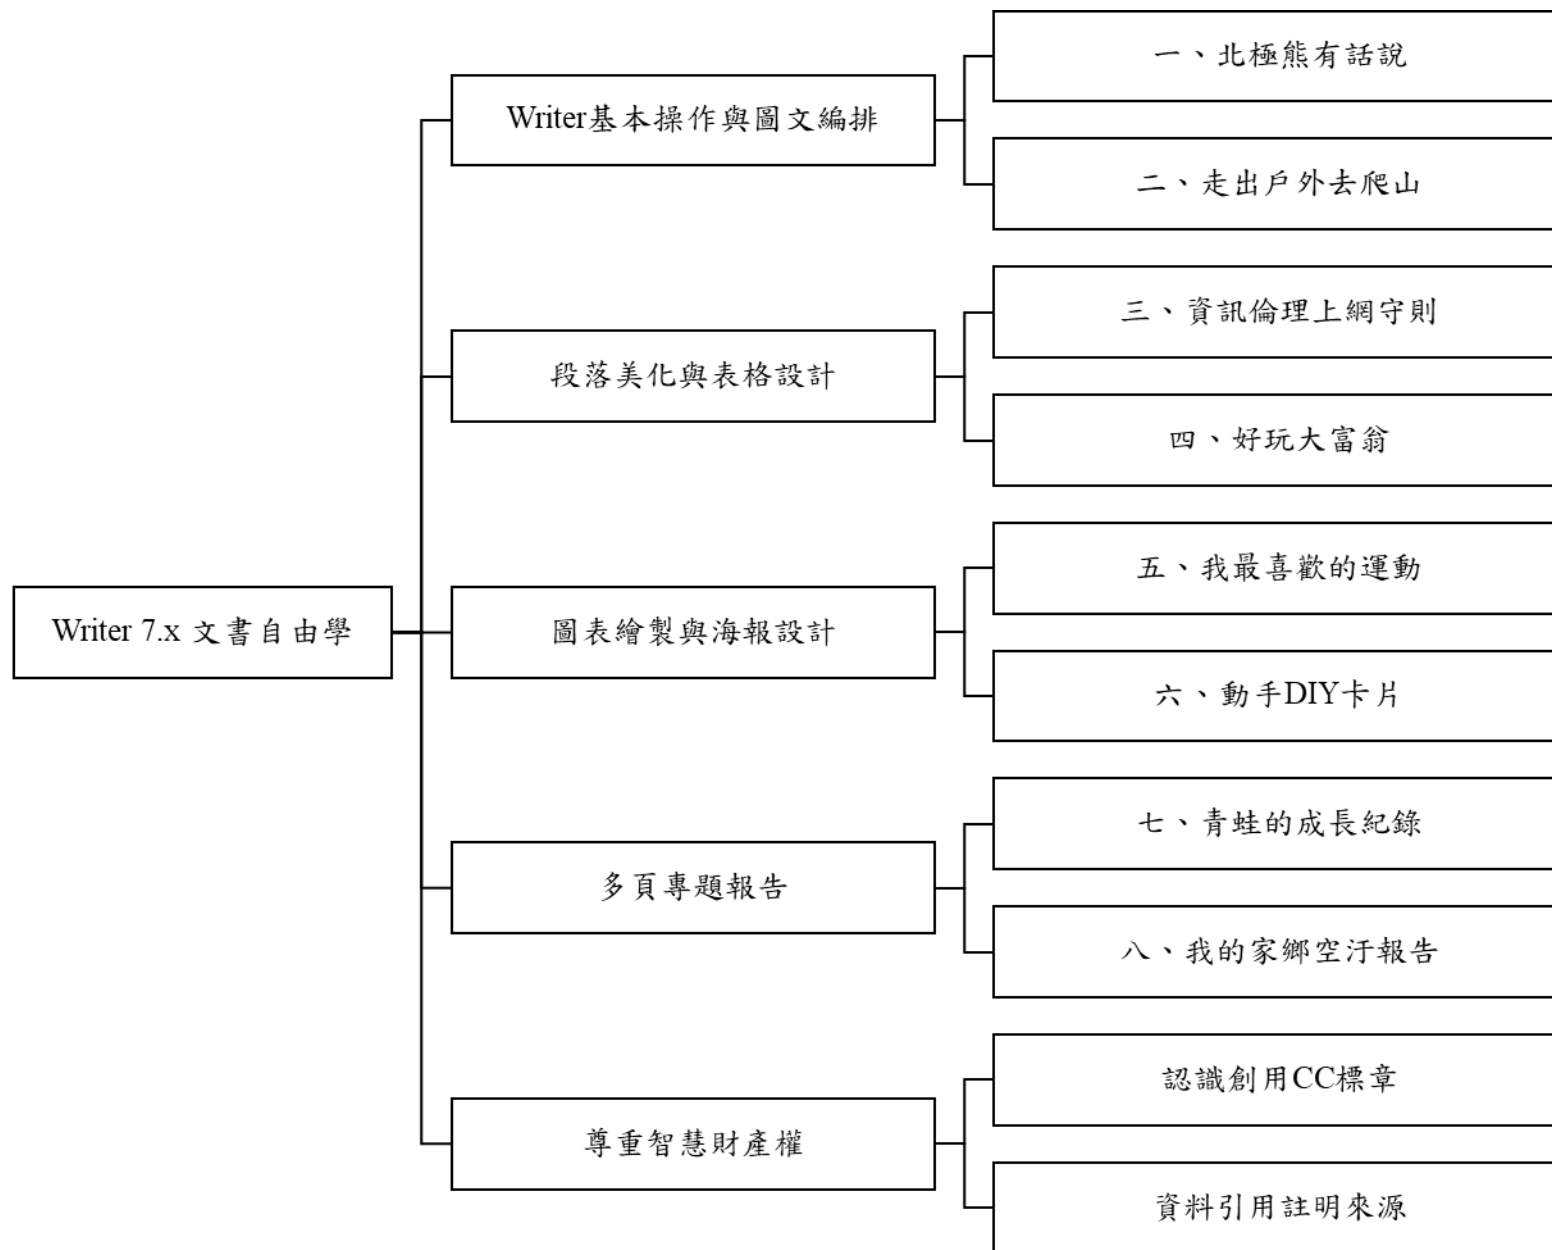 Writer 7.x 文書自由學
Writer基本操作與圖文編排
一、北極熊有話說
二、走出戶外去爬山
段落美化與表格設計
三、資訊倫理上網守則
四、好玩大富翁
圖表繪製與海報設計
五、我最喜歡的運動
六、動手DIY卡片
多頁專題報告
七、青蛙的成長紀錄
八、我的家鄉空汙報告
尊重智慧財產權
認識創用CC標章
資料引用註明來源